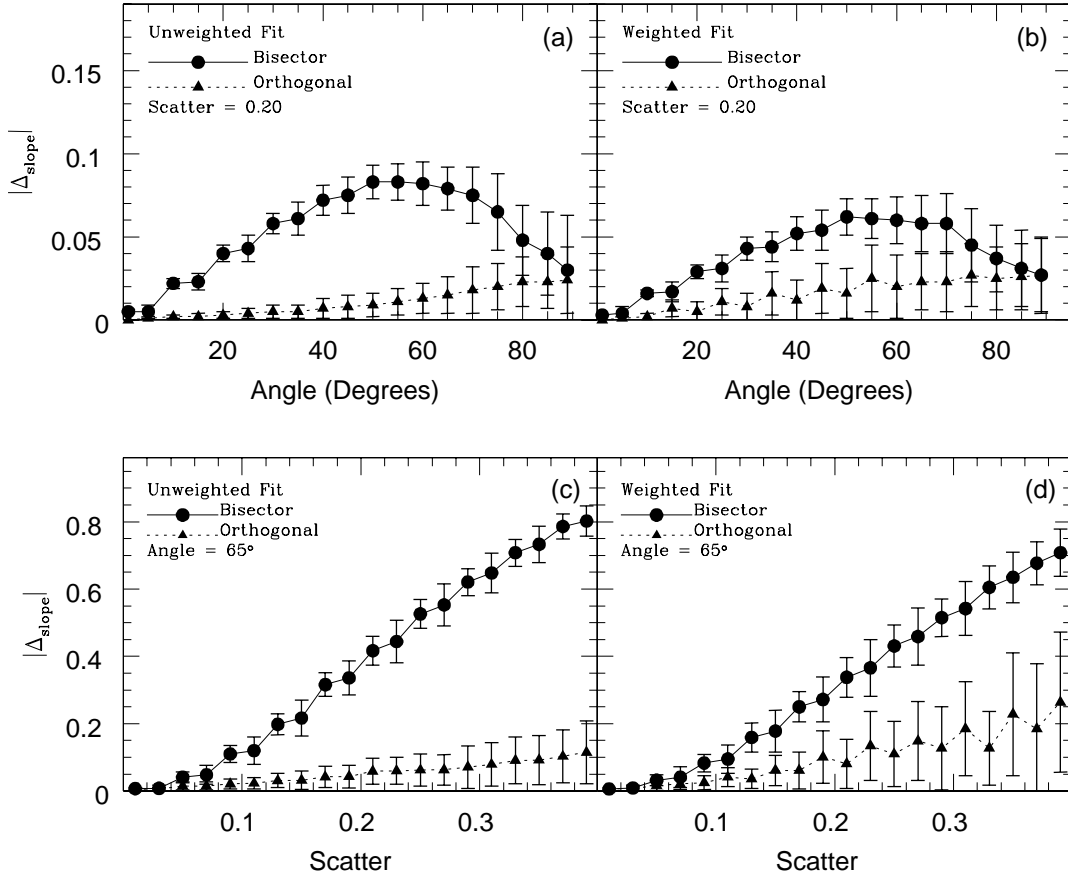 Unweighted Fit
(a)
Bisector
Orthogonal
Scatter = 0.20
Weighted Fit
(b)
Bisector
Orthogonal
Scatter = 0.20
0.15
0.1
0.05
0
|Δslope|
20
40
60
80
20
40
60
80
Angle (Degrees)
Angle (Degrees)
Unweighted Fit
(c)
Bisector
Orthogonal
Angle = 65°
Weighted Fit
(d)
Bisector
Orthogonal
Angle = 65°
0.8
0.6
0.4
0.2
0
|Δslope|
0.1
0.2
0.3
0.1
0.2
0.3
Scatter
Scatter